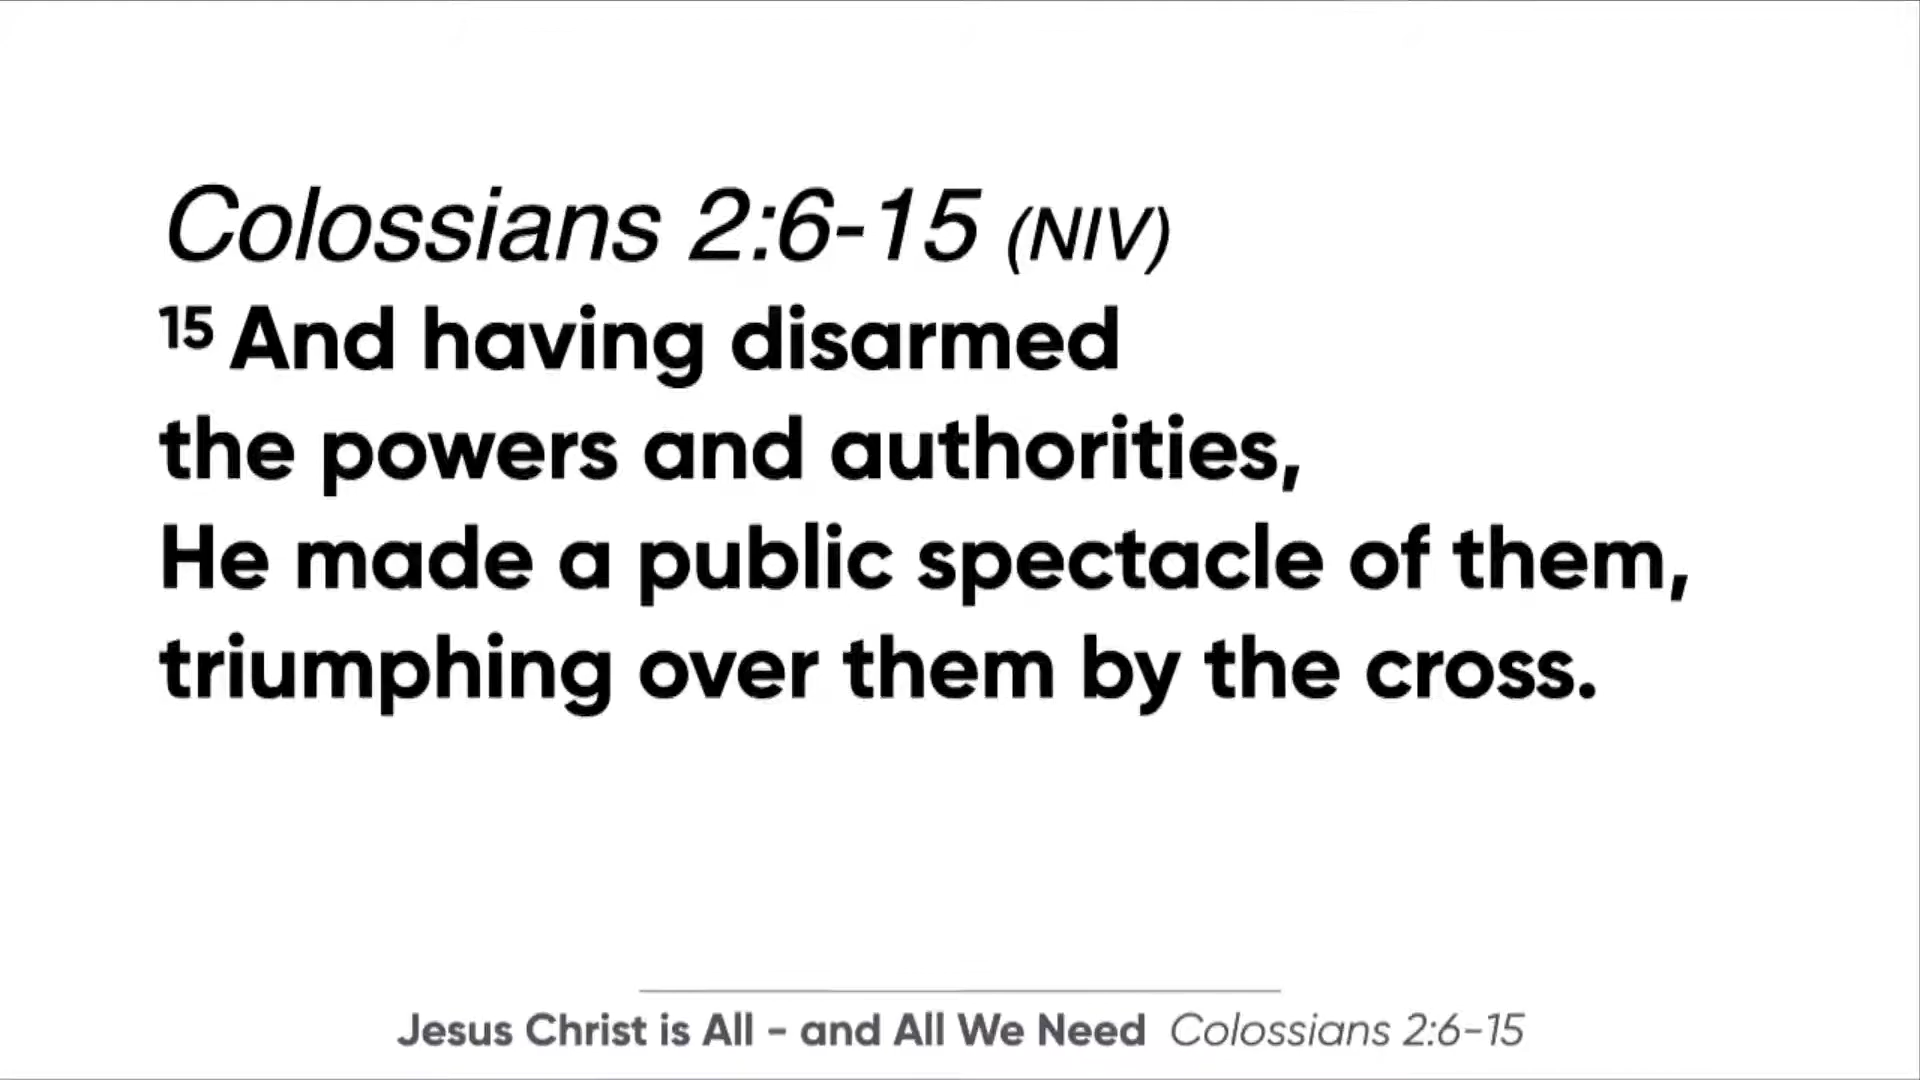 Colossians 2:6-15 (NIV)
15 And having disarmed
the powers and authorities,
He made a public spectacle of them,
triumphing over them by the cross.
Jesus Christ is All – and All We Need Colossians 2:6–15